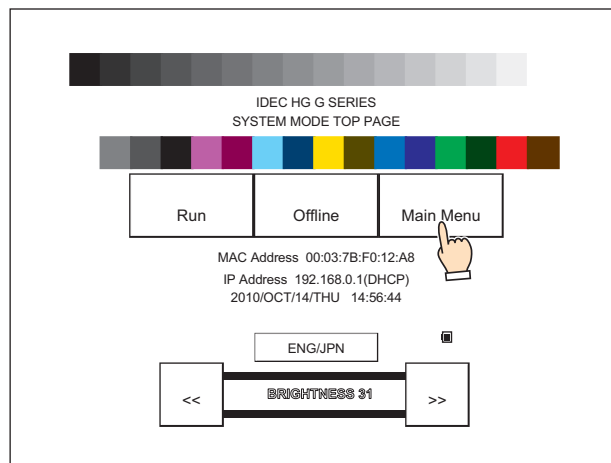 IDEC HG G SERIES
SYSTEM MODE TOP PAGE
Run Offline Main Menu
MAC Address 00:03:7B:F0:12:A8
IP Address 192.168.0.1(DHCP)
2010/OCT/14/THU 14:56:44
ENG/JPN
<< BRIGHTNESS 31 >>